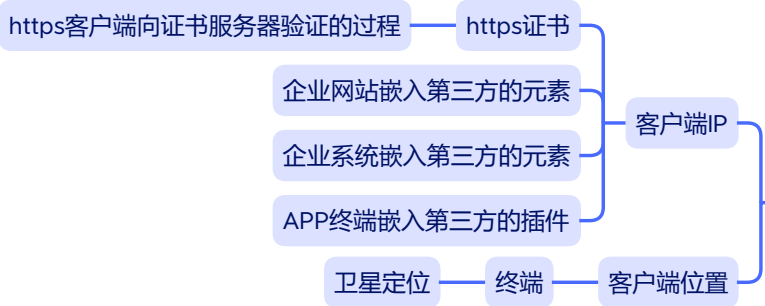 https客户端向证书服务器验证的过程
https证书
企业网站嵌入第三方的元素
客户端IP
企业系统嵌入第三方的元素
APP终端嵌入第三方的插件
卫星定位
终端
客户端位置